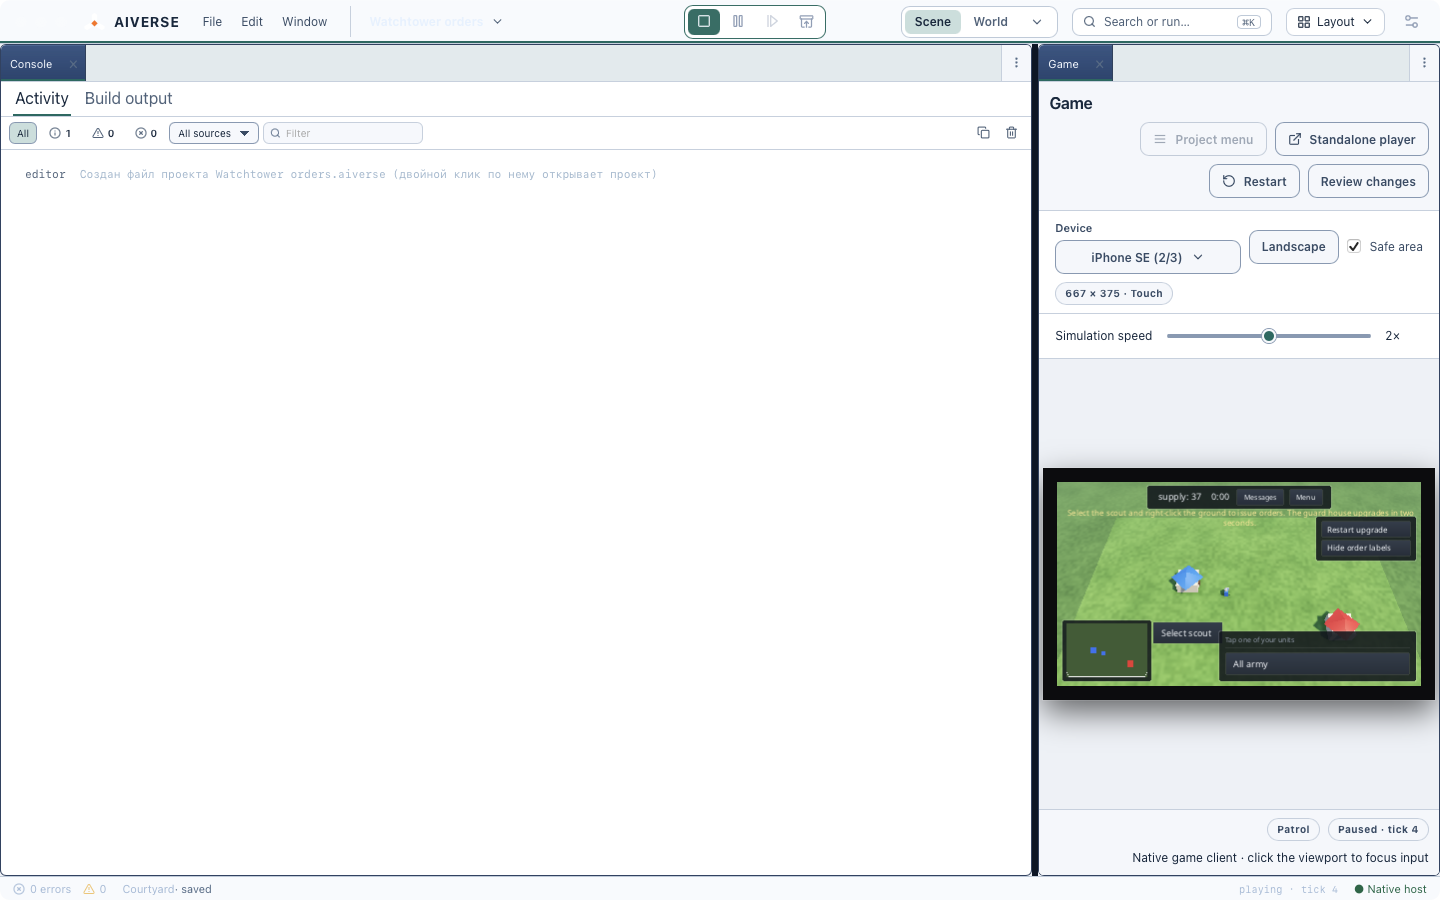 AIVERSE File Edit Window Watchtower orders Scene World Search or run... ⌘K Layout
Console
Activity Build output
All 1 0 0 All sources Filter
editor Создан файл проекта Watchtower orders.aiverse (двойной клик по нему открывает проект)
Game
Game
Project menu Standalone player
Restart Review changes
Device
iPhone SE (2/3) Landscape Safe area
667 × 375 · Touch
Simulation speed 2×
supply: 37 0:00 Messages Menu
Select the scout and right-click the ground to issue orders. The guard house upgrades in two
seconds.
Restart upgrade
Hide order labels
Select scout
Tap one of your units
All army
Patrol Paused · tick 4
Native game client · click the viewport to focus input
0 errors 0 Courtyard · saved playing · tick 4 Native host